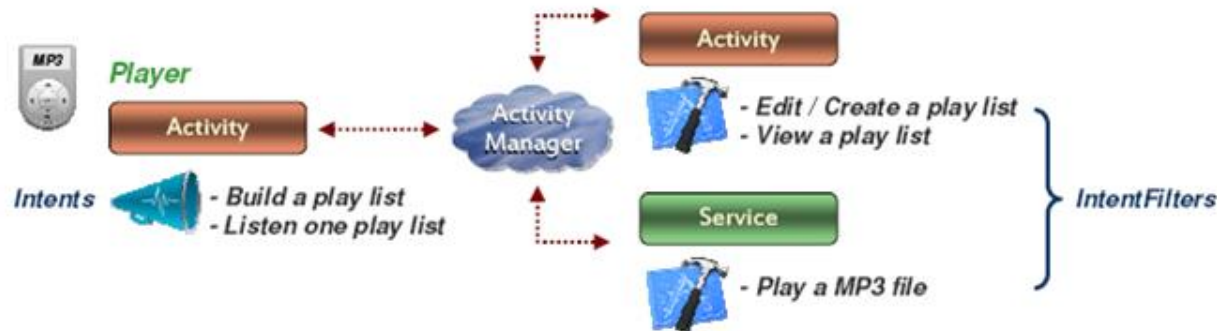 MP3
Player
Activity
Intents
- Build a play list
- Listen one play list
Activity
Manager
Activity
- Edit / Create a play list
- View a play list
Service
- Play a MP3 file
IntentFilters